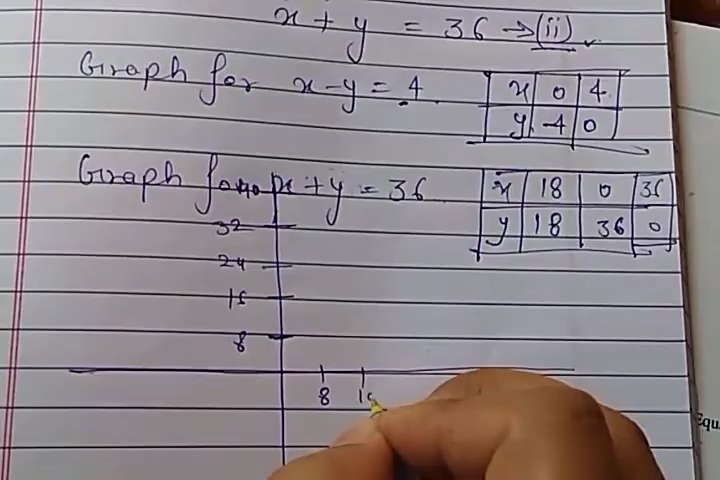 x + y = 36 → (ii)
Graph for x - y = 4
x 0 4
y -4 0
Graph for x + y = 36
x 18 0 36
y 18 36 0
40
32
24
16
8
8